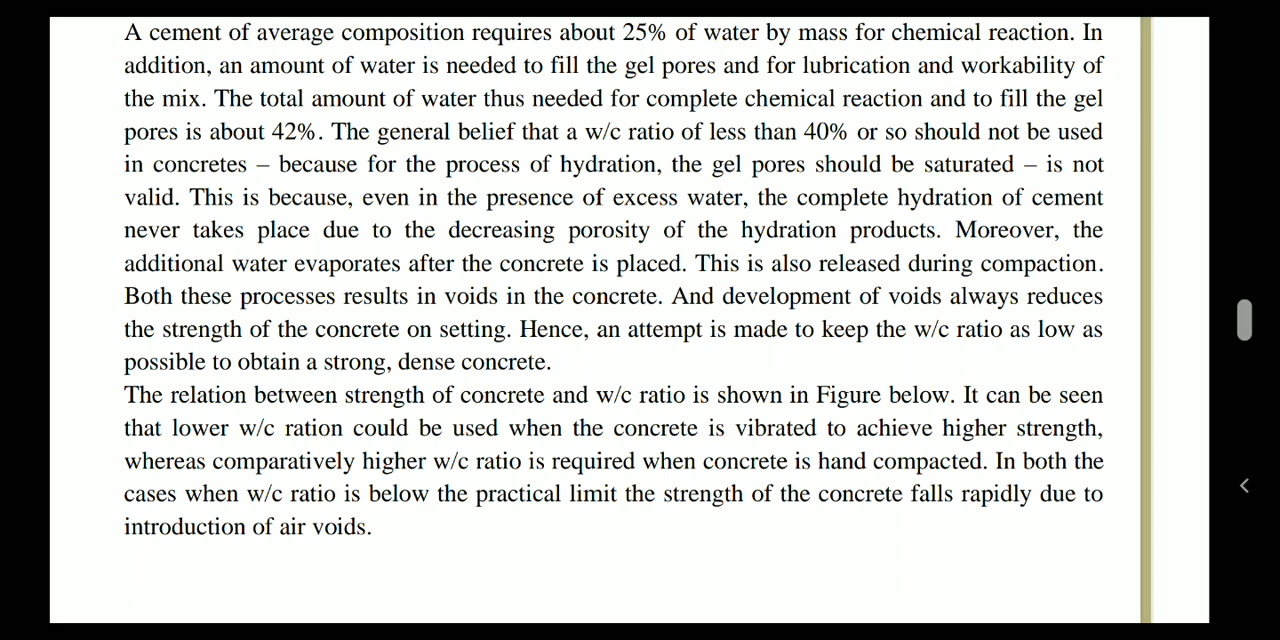 A cement of average composition requires about 25% of water by mass for chemical reaction. In
addition, an amount of water is needed to fill the gel pores and for lubrication and workability of
the mix. The total amount of water thus needed for complete chemical reaction and to fill the gel
pores is about 42%. The general belief that a w/c ratio of less than 40% or so should not be used
in concretes – because for the process of hydration, the gel pores should be saturated – is not
valid. This is because, even in the presence of excess water, the complete hydration of cement
never takes place due to the decreasing porosity of the hydration products. Moreover, the
additional water evaporates after the concrete is placed. This is also released during compaction.
Both these processes results in voids in the concrete. And development of voids always reduces
the strength of the concrete on setting. Hence, an attempt is made to keep the w/c ratio as low as
possible to obtain a strong, dense concrete.
The relation between strength of concrete and w/c ratio is shown in Figure below. It can be seen
that lower w/c ration could be used when the concrete is vibrated to achieve higher strength,
whereas comparatively higher w/c ratio is required when concrete is hand compacted. In both the
cases when w/c ratio is below the practical limit the strength of the concrete falls rapidly due to
introduction of air voids.